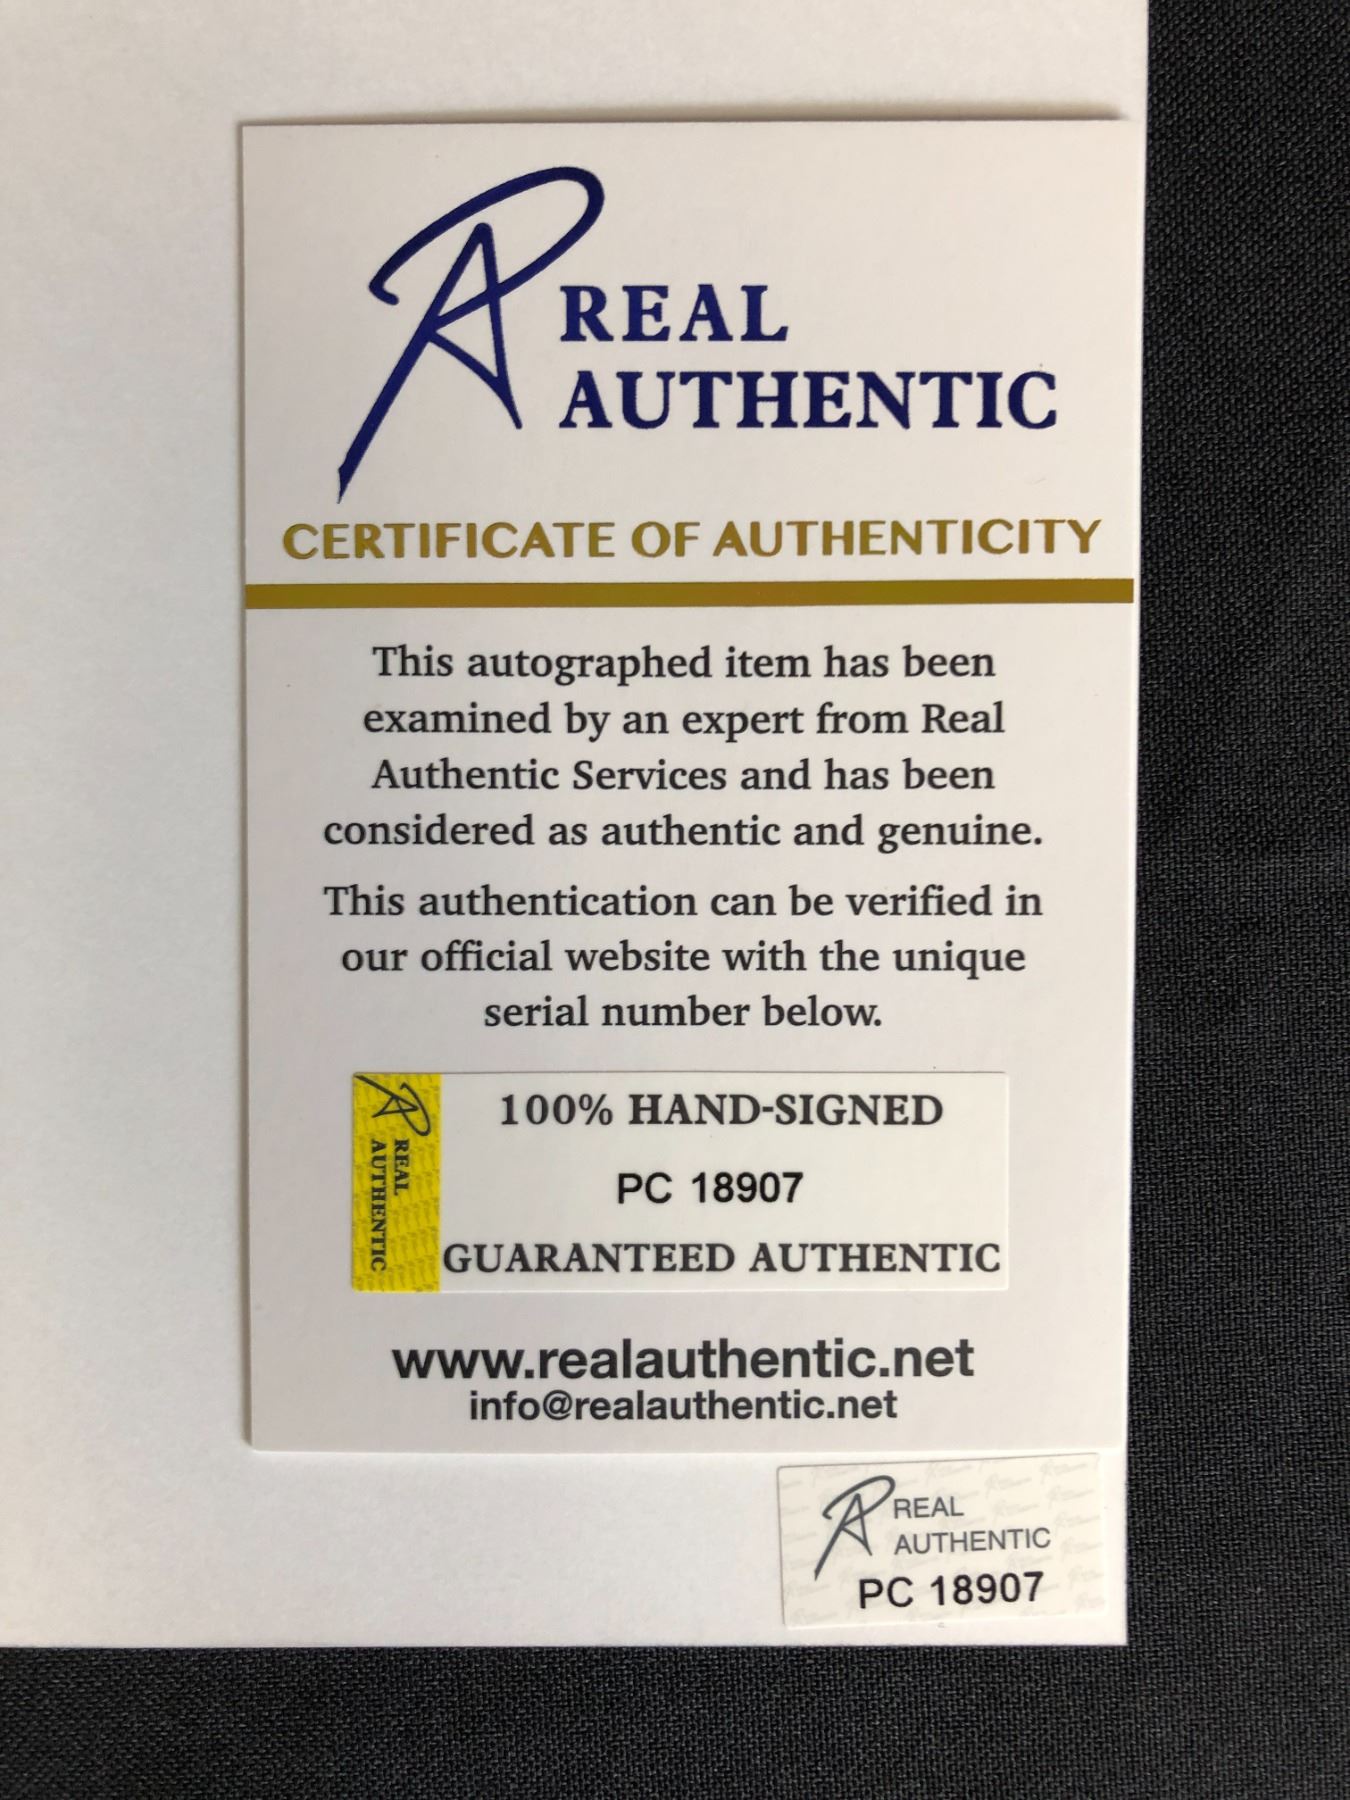 REAL
AUTHENTIC
CERTIFICATE OF AUTHENTICITY
This autographed item has been
examined by an expert from Real
Authentic Services and has been
considered as authentic and genuine.
This authentication can be verified in
our official website with the unique
serial number below.
REAL
AUTHENTIC
100% HAND-SIGNED
PC 18907
GUARANTEED AUTHENTIC
www.realauthentic.net
info@realauthentic.net
REAL
AUTHENTIC
PC 18907